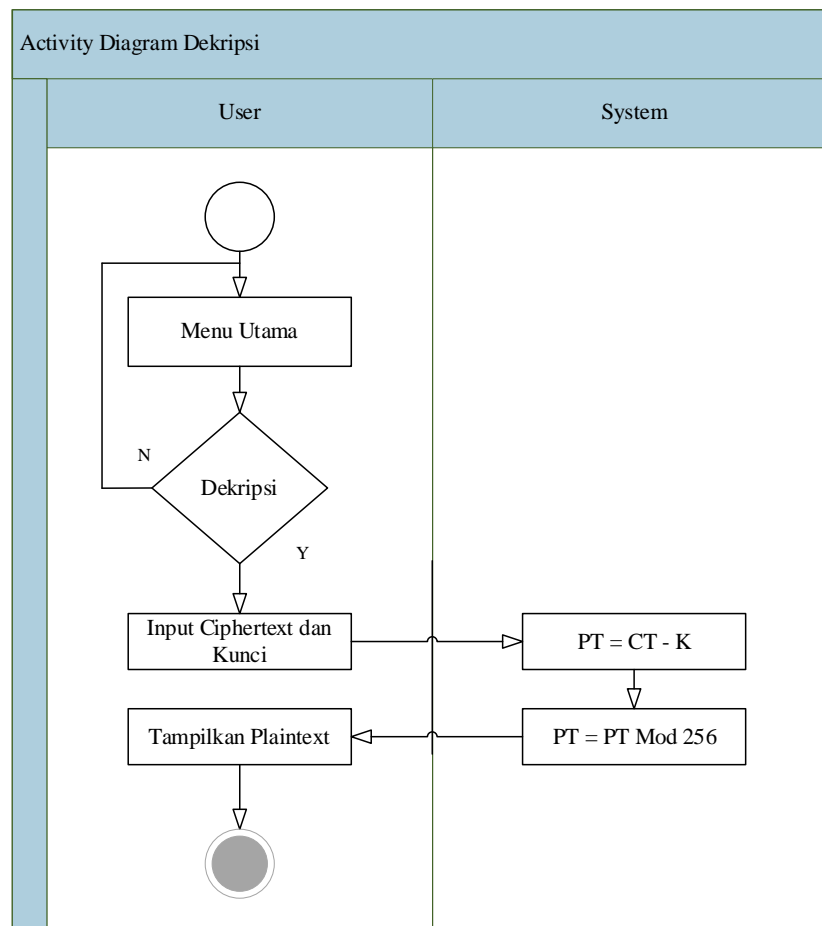 Activity Diagram Dekripsi
User
System
Menu Utama
N
Dekripsi
Y
Input Ciphertext dan
Kunci
PT = CT - K
Tampilkan Plaintext
PT = PT Mod 256